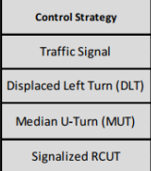 Control Strategy
Traffic Signal
Displaced Left Turn (DLT)
Median U-Turn (MUT)
Signalized RCUT